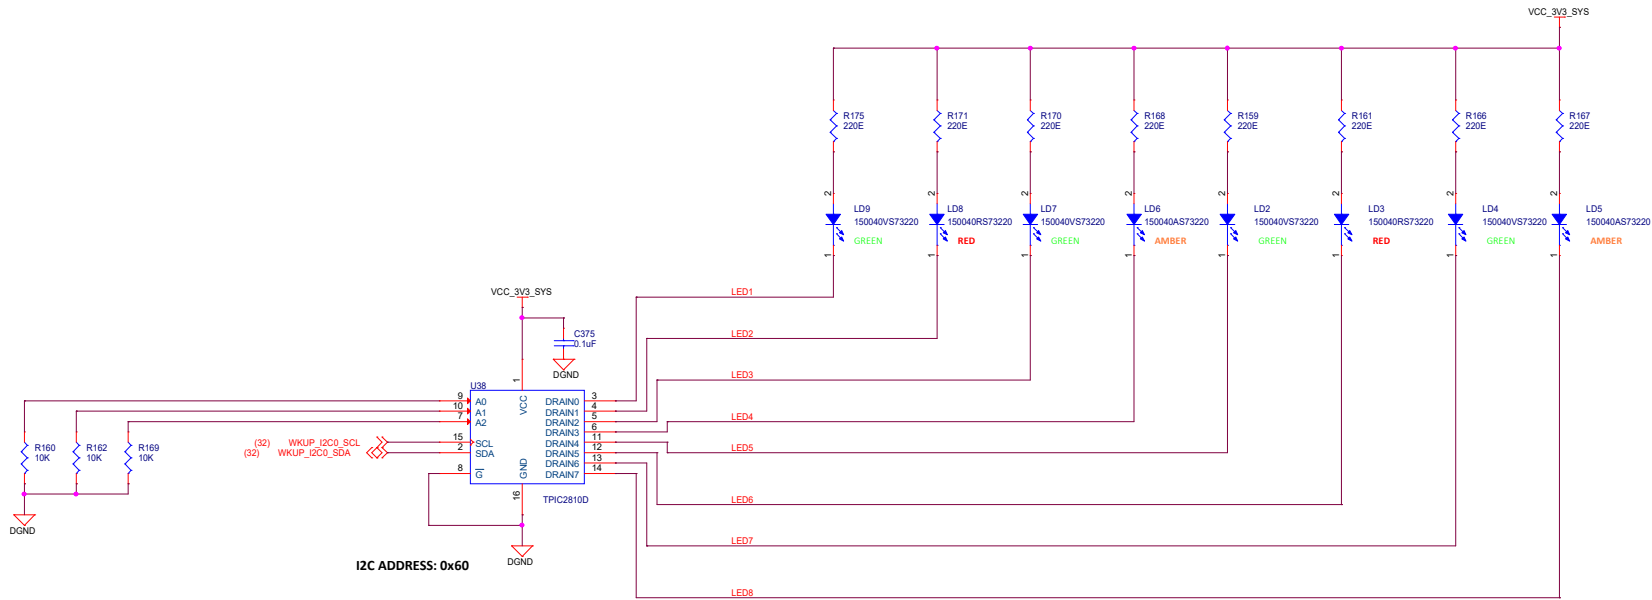 VCC_3V3_SYS
R175
220E
R171
220E
R170
220E
R168
220E
R159
220E
R161
220E
R166
220E
R167
220E
2
2
2
2
2
2
2
2
LD9
150040VS73220
GREEN
LD8
150040RS73220
RED
LD7
150040VS73220
GREEN
LD6
150040AS73220
AMBER
LD2
150040VS73220
GREEN
LD3
150040RS73220
RED
LD4
150040VS73220
GREEN
LD5
150040AS73220
AMBER
1
1
1
1
1
1
1
1
VCC_3V3_SYS
LED1
C375
0.1uF
LED2
DGND
LED3
U38
1
VCC
9 A0
10 A1
7 A2
15 SCL
2 SDA
8 G
DRAIN0 3
DRAIN1 4
DRAIN2 5
DRAIN3 6
DRAIN4 11
DRAIN5 12
DRAIN6 13
DRAIN7 14
GND
16
TPIC2810D
LED4
LED5
(32) WKUP_I2C0_SCL
(32) WKUP_I2C0_SDA
R160
10K
R162
10K
R169
10K
LED6
DGND
LED7
DGND
I2C ADDRESS: 0x60
LED8